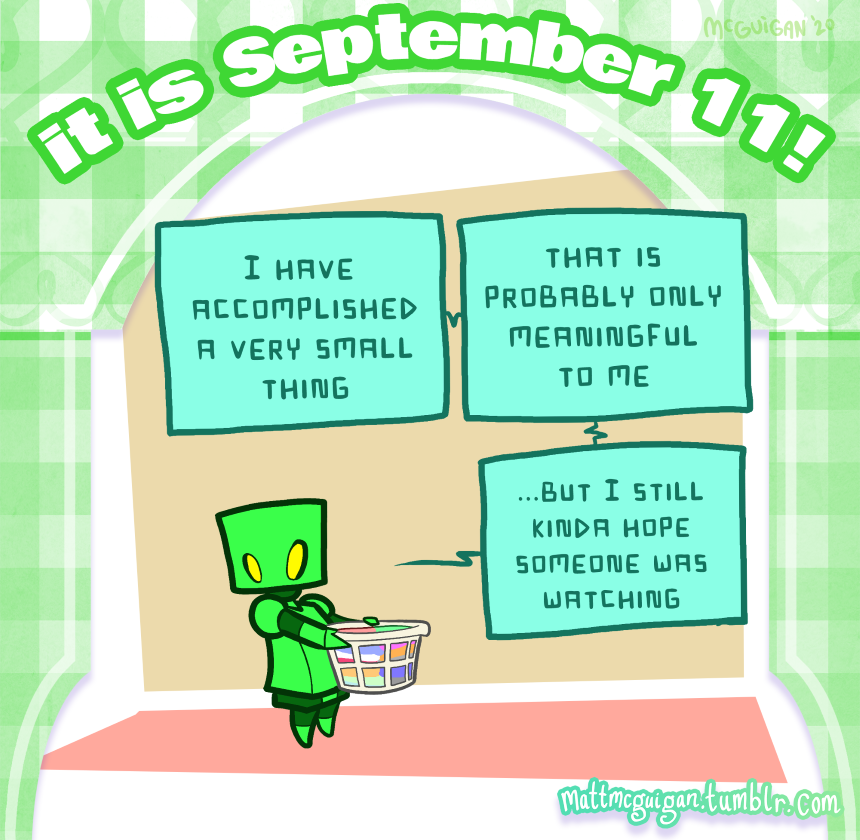 McGUIGAN '20
it is September 11!
I HAVE
ACCOMPLISHED
A VERY SMALL
THING
THAT IS
PROBABLY ONLY
MEANINGFUL
TO ME
...BUT I STILL
KINDA HOPE
SOMEONE WAS
WATCHING
mattmcguigan.tumblr.com